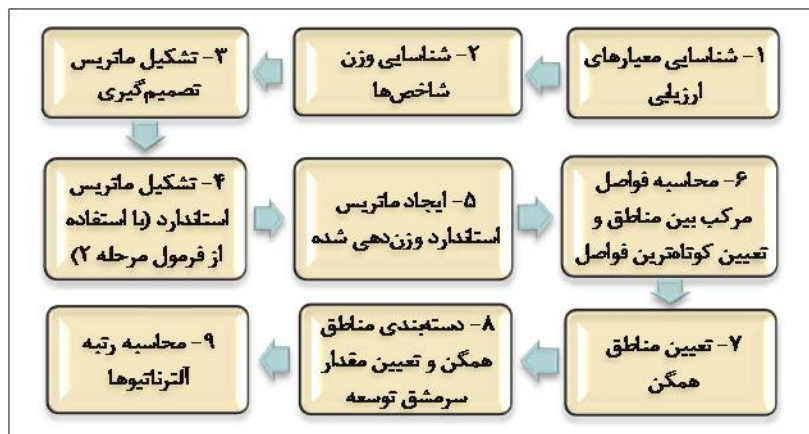 ۱- شناسایی معیارهای
ارزیابی
۲- شناسایی وزن
شاخص‌ها
۳- تشکیل ماتریس
تصمیم‌گیری
۴- تشکیل ماتریس
استاندارد (با استفاده
از فرمول مرحله ۲)
۵- ایجاد ماتریس
استاندارد وزن‌دهی شده
۶- محاسبه فواصل
مرکب بین مناطق و
تعیین کوتاه‌ترین فواصل
۷- تعیین مناطق
همگن
۸- دسته‌بندی مناطق
همگن و تعیین مقدار
سرمشق توسعه
۹- محاسبه رتبه
آلترناتیوها